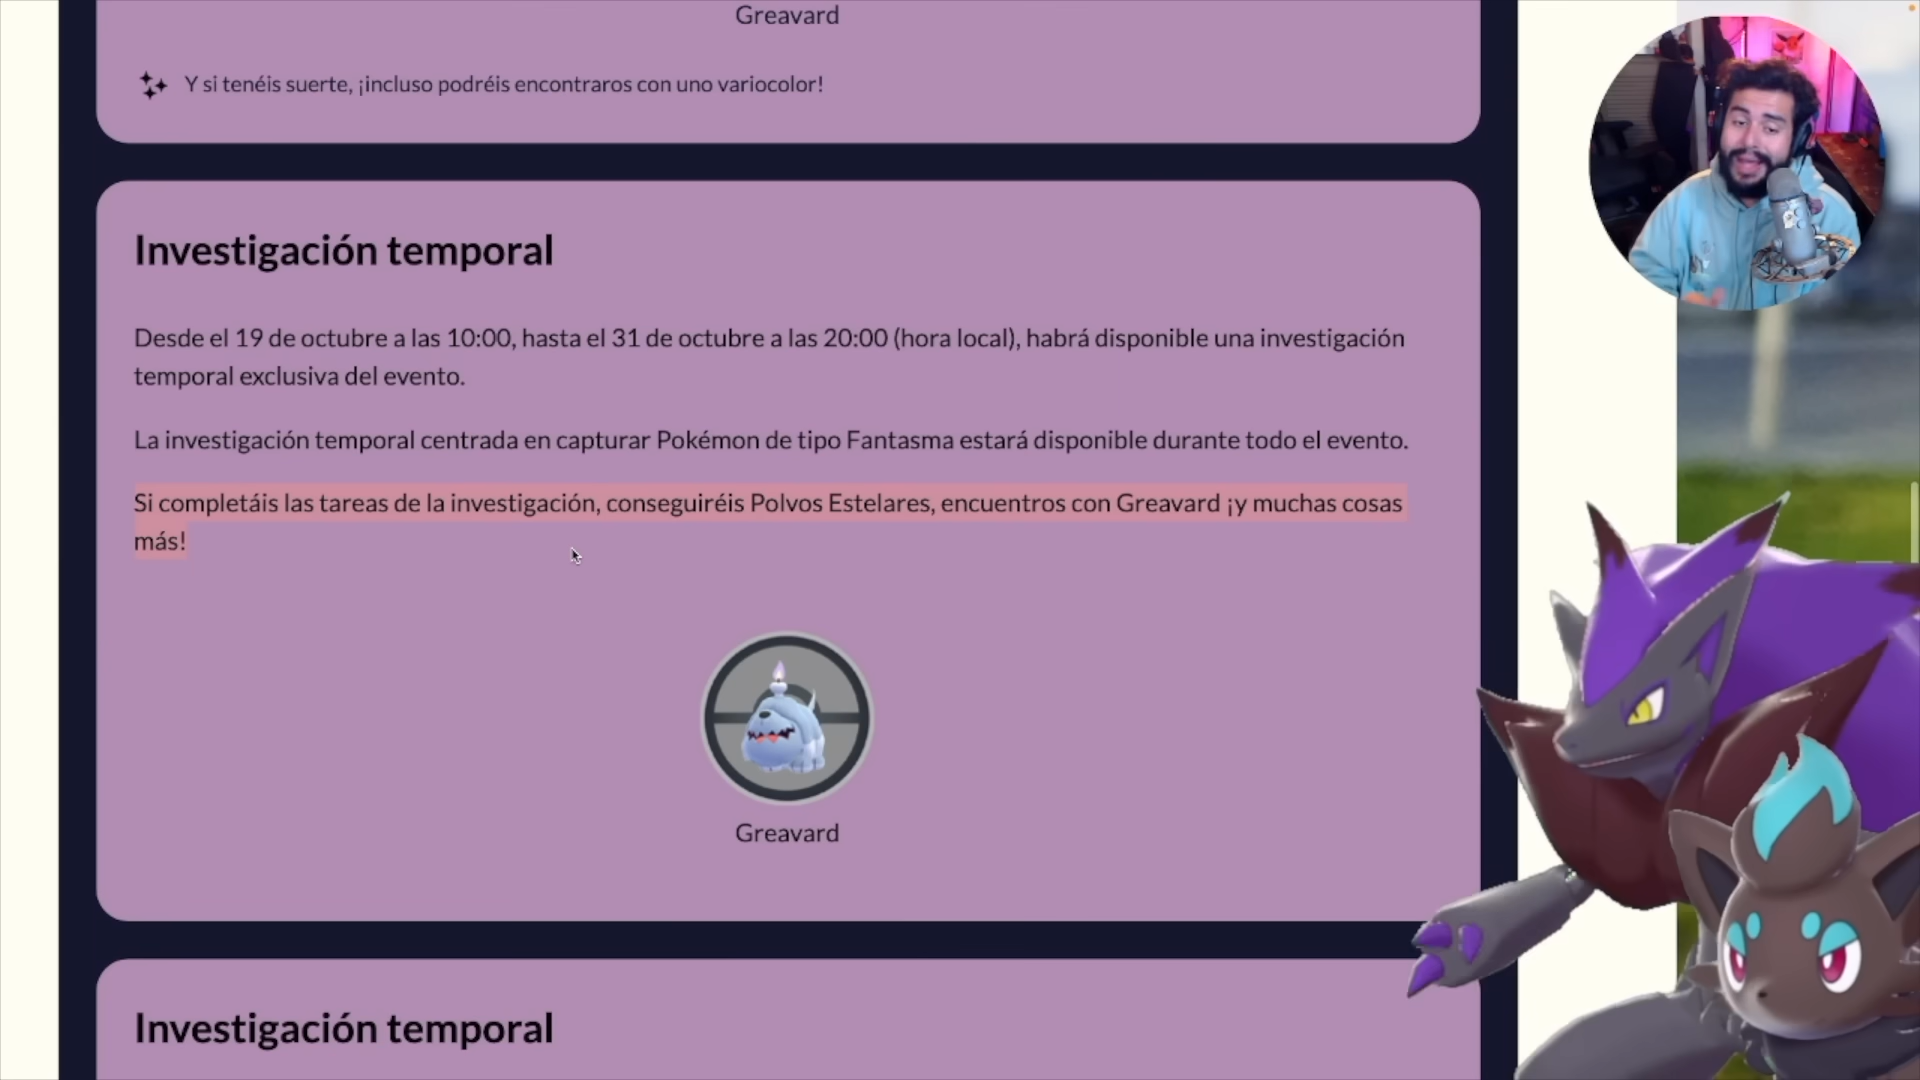 Greavard
Y si tenéis suerte, ¡incluso podréis encontraros con uno variocolor!
Investigación temporal
Desde el 19 de octubre a las 10:00, hasta el 31 de octubre a las 20:00 (hora local), habrá disponible una investigación
temporal exclusiva del evento.
La investigación temporal centrada en capturar Pokémon de tipo Fantasma estará disponible durante todo el evento.
Si completáis las tareas de la investigación, conseguiréis Polvos Estelares, encuentros con Greavard ¡y muchas cosas
más!
Greavard
Investigación temporal